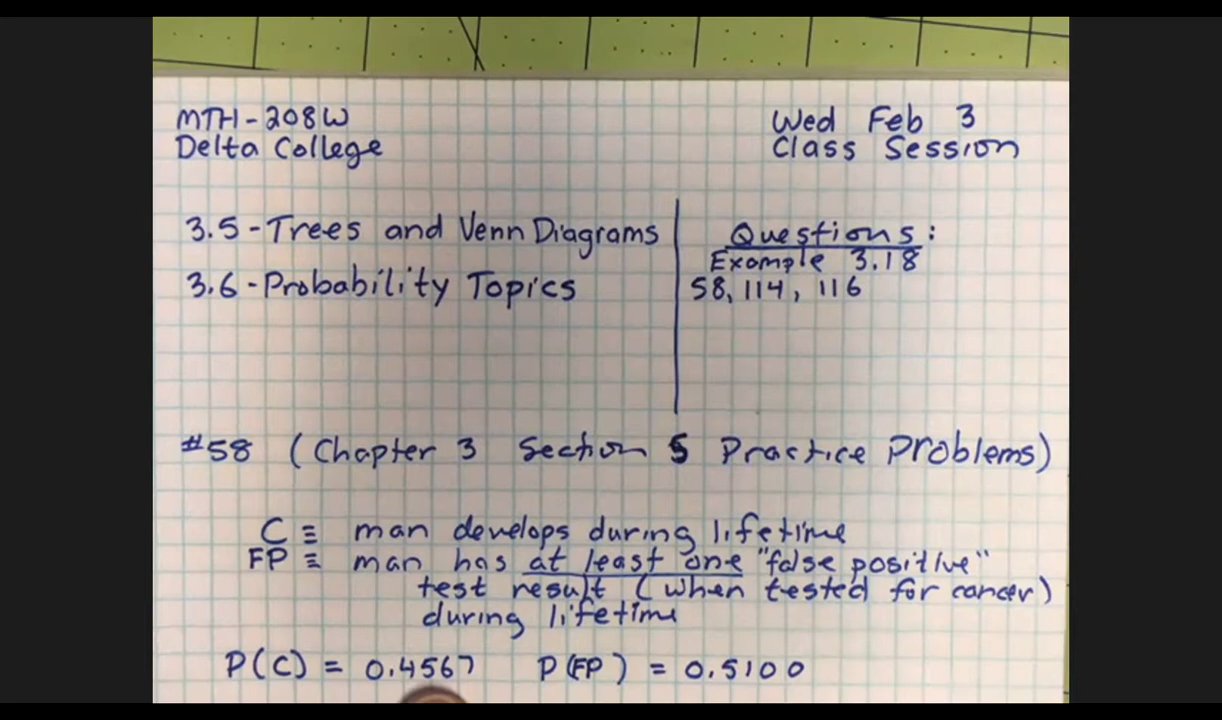 MTH-208W
Delta College
Wed Feb 3
Class Session
3.5-Trees and Venn Diagrams
3.6-Probability Topics
Questions:
Example 3.18
58, 114, 116
#58 (Chapter 3 Section 5 Practice Problems)
C ≡ man develops during lifetime
FP ≡ man has at least one "false positive"
test result (when tested for cancer)
during lifetime
P(C) = 0.4567 P(FP) = 0.5100